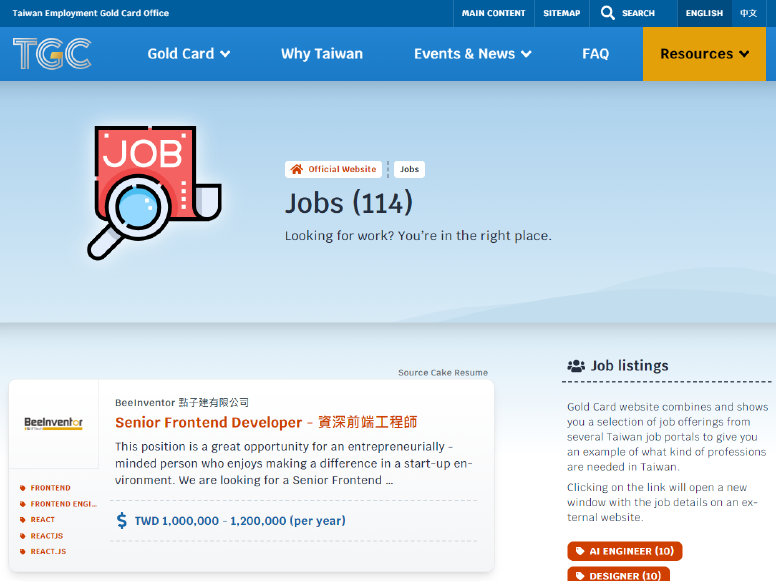 Taiwan Employment Gold Card Office
MAIN CONTENT
SITEMAP
SEARCH
ENGLISH
中文
TGC
Gold Card
Why Taiwan
Events & News
FAQ
Resources
JOB
Official Website
Jobs
Jobs (114)
Looking for work? You're in the right place.
Source Cake Resume
BeeInventor
BeeInventor 點子建有限公司
Senior Frontend Developer - 資深前端工程師
This position is a great opportunity for an entrepreneurially -
minded person who enjoys making a difference in a start-up en-
vironment. We are looking for a Senior Frontend ...
FRONTEND
FRONTEND ENGI...
REACT
REACTJS
REACT.JS
$ TWD 1,000,000 - 1,200,000 (per year)
Job listings
Gold Card website combines and shows
you a selection of job offerings from
several Taiwan job portals to give you
an example of what kind of professions
are needed in Taiwan.
Clicking on the link will open a new
window with the job details on an ex-
ternal website.
AI ENGINEER (10)
DESIGNER (10)